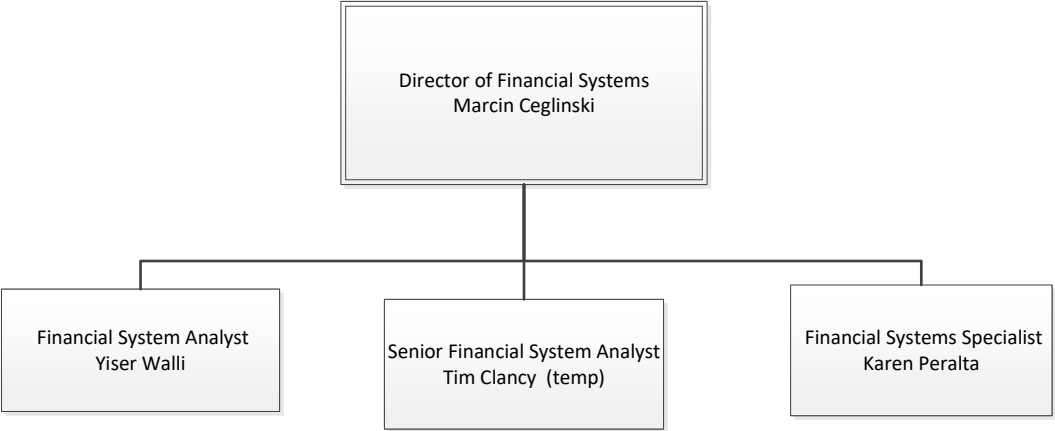 Director of Financial Systems
Marcin Ceglinski
Financial System Analyst
Yiser Walli
Senior Financial System Analyst
Tim Clancy  (temp)
Financial Systems Specialist
Karen Peralta